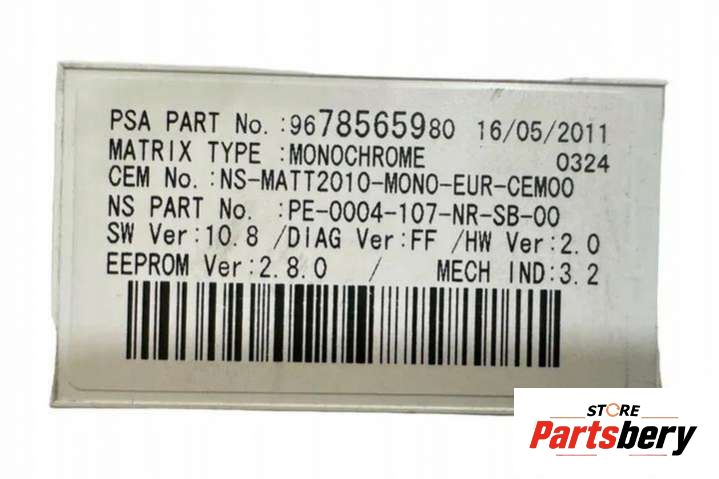 PSA PART No.:9678565980 16/05/2011
MATRIX TYPE :MONOCHROME 0324
CEM No.:NS-MATT2010-MONO-EUR-CEM00
NS PART No. :PE-0004-107-NR-SB-00
SW Ver:10.8 /DIAG Ver:FF /HW Ver:2.0
EEPROM Ver:2.8.0 / MECH IND:3.2
STORE
Partsbery